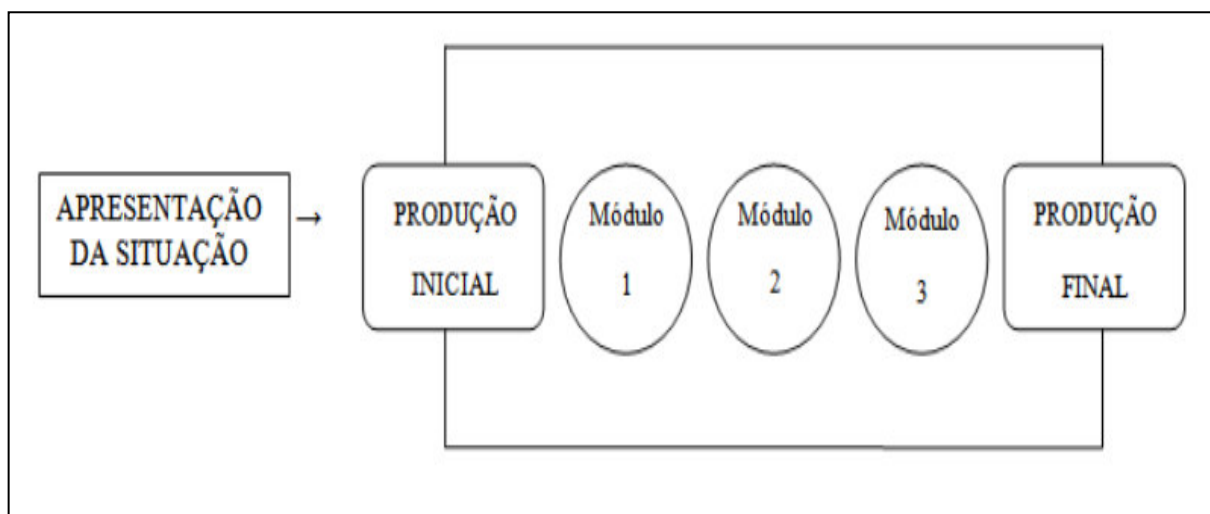 APRESENTAÇÃO
DA SITUAÇÃO
→
PRODUÇÃO
INICIAL
Módulo
1
Módulo
2
Módulo
3
PRODUÇÃO
FINAL